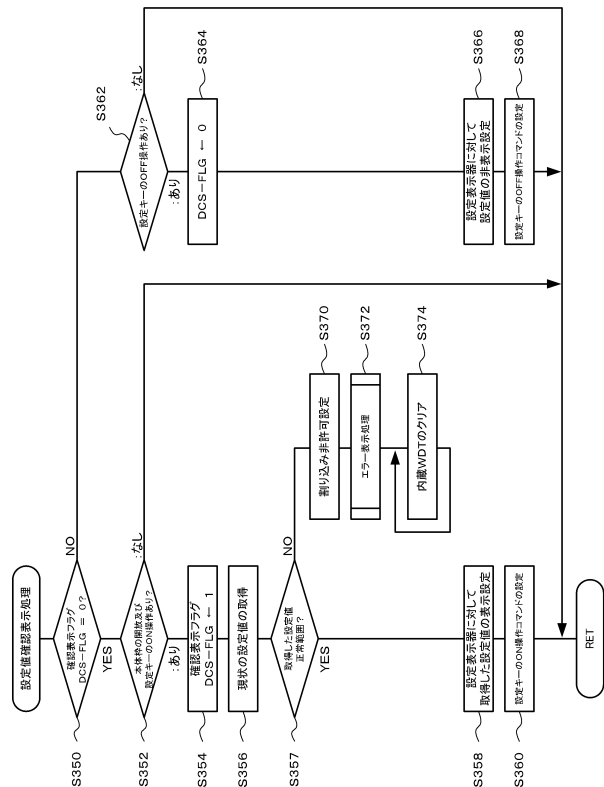 設定値確認表示処理
S350
確認表示フラグ
DCS-FLG = 0?
NO
YES
S352
本体枠の開放及び
設定キーのON操作あり?
:なし
:あり
S354
確認表示フラグ
DCS-FLG ← 1
S356
現状の設定値の取得
S357
取得した設定値
正常範囲?
NO
YES
S358
設定表示器に対して
取得した設定値の表示設定
S360
設定キーのON操作コマンドの設定
RET
S370
割り込み非許可設定
S372
エラー表示処理
S374
内蔵WDTのクリア
S362
設定キーのOFF操作あり?
:なし
:あり
S364
DCS-FLG ← 0
S366
設定表示器に対して
設定値の非表示設定
S368
設定キーのOFF操作コマンドの設定